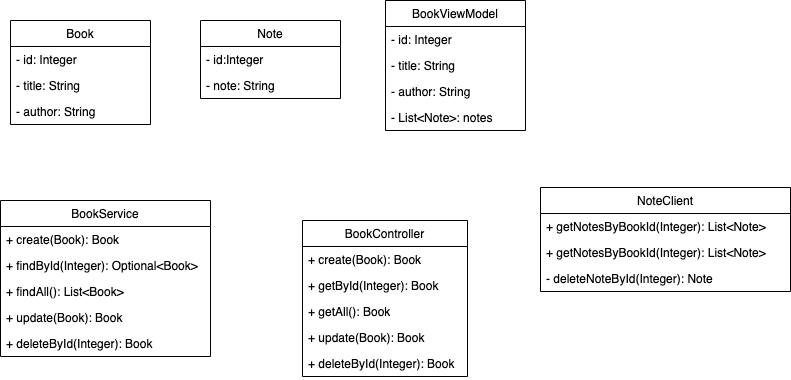 Book
- id: Integer
- title: String
- author: String
Note
- id:Integer
- note: String
BookViewModel
- id: Integer
- title: String
- author: String
- List<Note>: notes
BookService
+ create(Book): Book
+ findById(Integer): Optional<Book>
+ findAll(): List<Book>
+ update(Book): Book
+ deleteById(Integer): Book
BookController
+ create(Book): Book
+ getById(Integer): Book
+ getAll(): Book
+ update(Book): Book
+ deleteById(Integer): Book
NoteClient
+ getNotesByBookId(Integer): List<Note>
+ getNotesByBookId(Integer): List<Note>
- deleteNoteById(Integer): Note